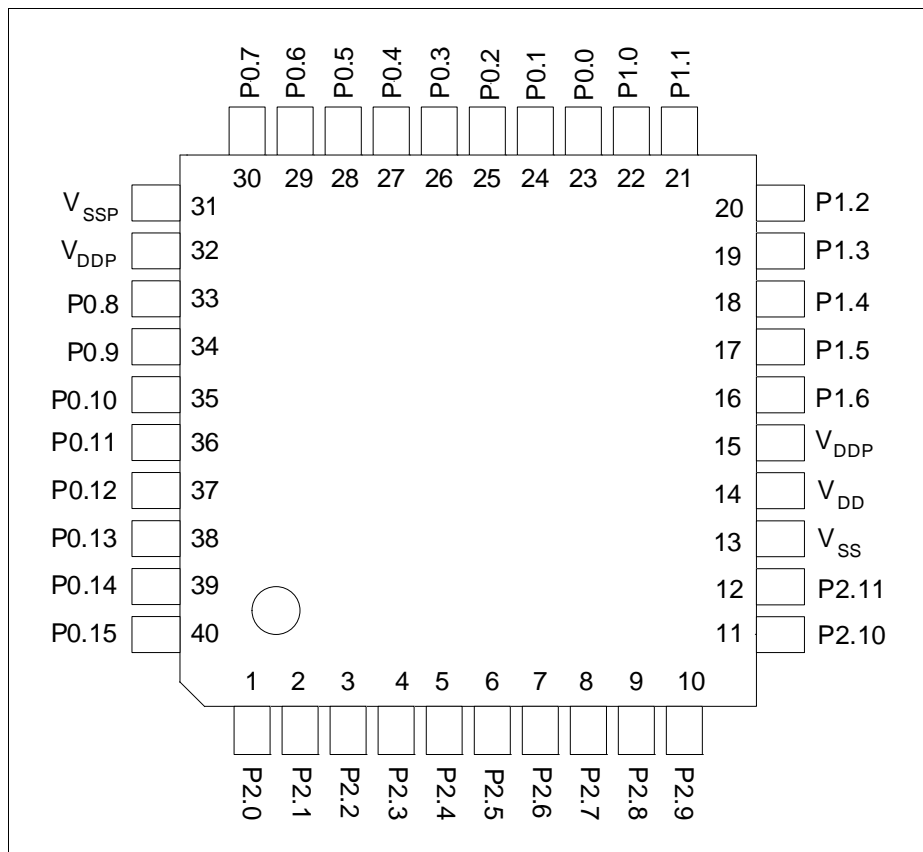 P0.7 P0.6 P0.5 P0.4 P0.3 P0.2 P0.1 P0.0 P1.0 P1.1
30 29 28 27 26 25 24 23 22 21
VSSP 31 20 P1.2
VDDP 32 19 P1.3
P0.8 33 18 P1.4
P0.9 34 17 P1.5
P0.10 35 16 P1.6
P0.11 36 15 VDDP
P0.12 37 14 VDD
P0.13 38 13 VSS
P0.14 39 12 P2.11
P0.15 40 11 P2.10
1 2 3 4 5 6 7 8 9 10
P2.0 P2.1 P2.2 P2.3 P2.4 P2.5 P2.6 P2.7 P2.8 P2.9